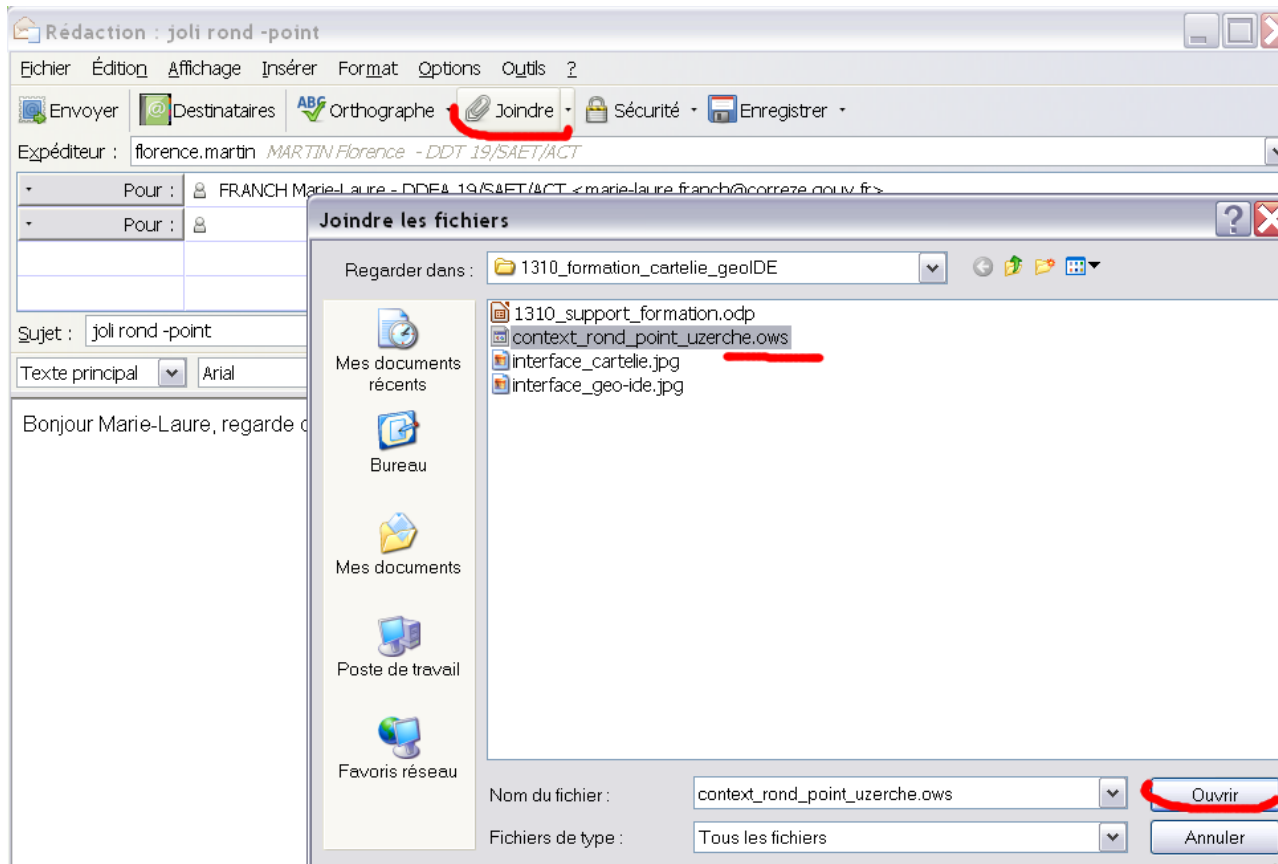 Rédaction : joli rond -point
Fichier Édition Affichage Insérer Format Options Outils ?
Envoyer Destinataires Orthographe Joindre Sécurité Enregistrer
Expéditeur : florence.martin MARTIN Florence - DDT 19/SAET/ACT
Pour : FRANCH Marie-Laure - DDEA 19/SAET/ACT <marie-laure.franch@correze.gouv.fr>
Pour :
Joindre les fichiers
Regarder dans : 1310_formation_cartelie_geoIDE
Sujet : joli rond -point
Texte principal Arial
Bonjour Marie-Laure, regarde
Mes documents récents
Bureau
Mes documents
Poste de travail
Favoris réseau
1310_support_formation.odp
context_rond_point_uzerche.ows
interface_cartelie.jpg
interface_geo-ide.jpg
Nom du fichier : context_rond_point_uzerche.ows Ouvrir
Fichiers de type : Tous les fichiers Annuler